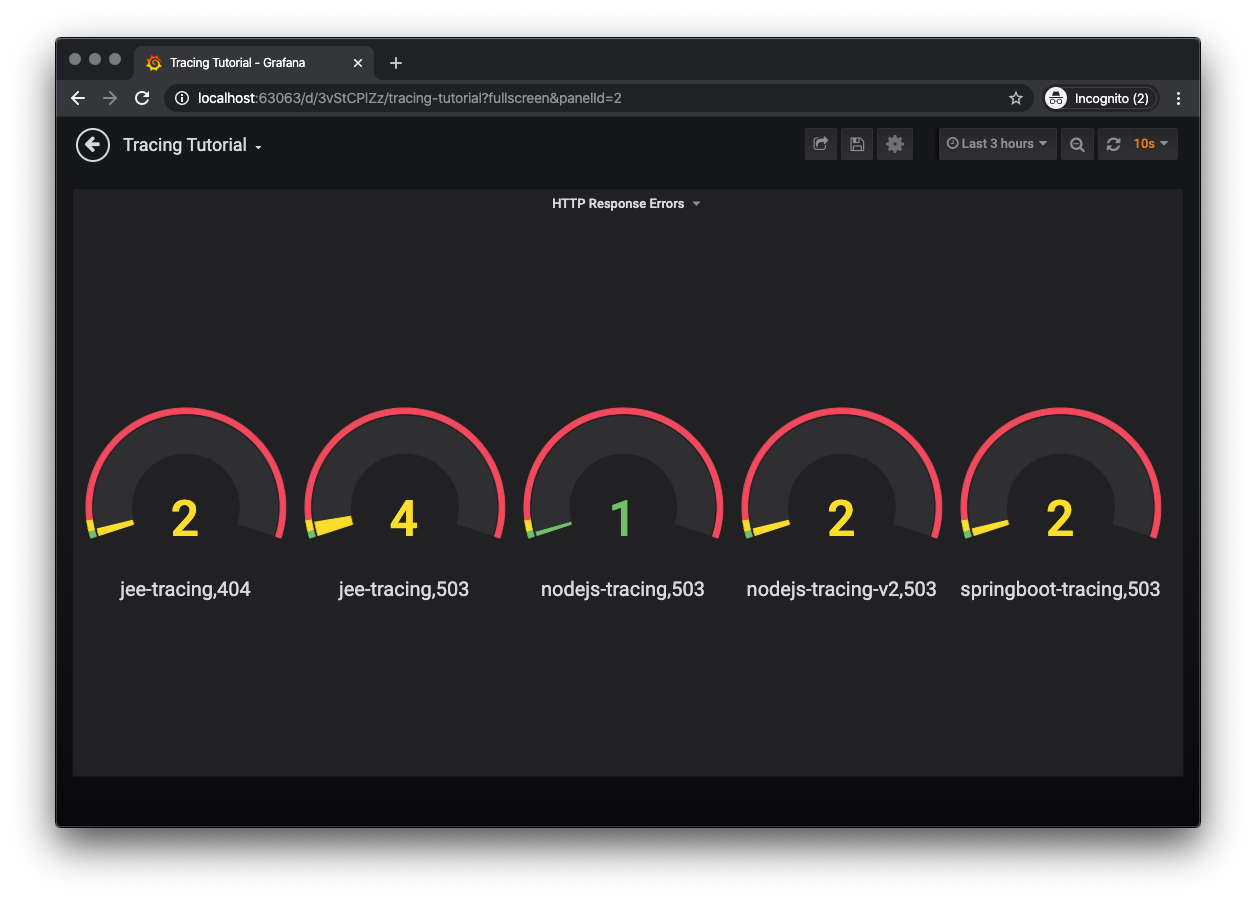 Tracing Tutorial - Grafana
localhost:63063/d/3vStCPlZz/tracing-tutorial?fullscreen&panelId=2
Incognito (2)
Tracing Tutorial
Last 3 hours
10s
HTTP Response Errors
2
4
1
2
2
jee-tracing,404
jee-tracing,503
nodejs-tracing,503
nodejs-tracing-v2,503
springboot-tracing,503